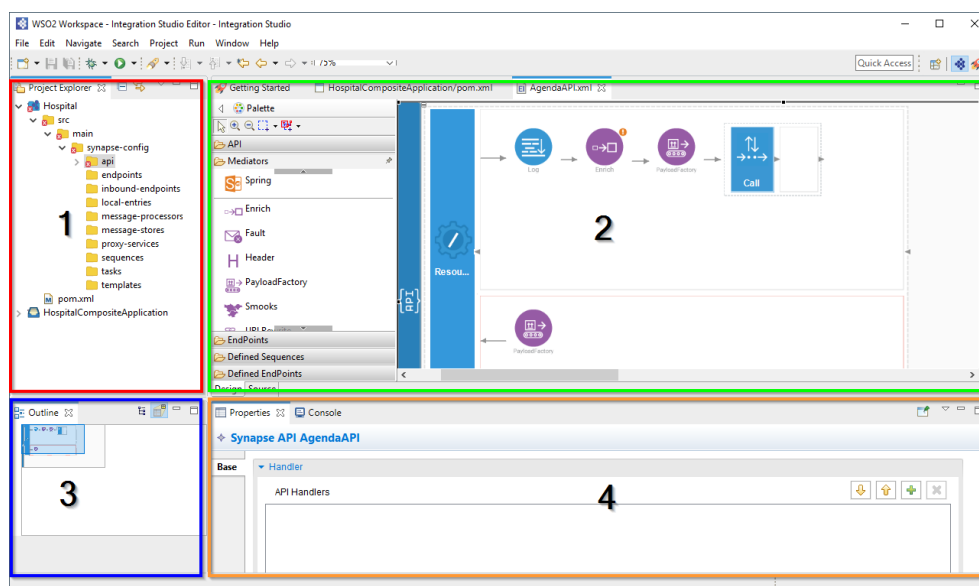 WSO2 Workspace - Integration Studio Editor - Integration Studio
File Edit Navigate Search Project Run Window Help
75%
Quick Access
Project Explorer
Hospital
src
main
synapse-config
api
endpoints
inbound-endpoints
local-entries
message-processors
message-stores
proxy-services
sequences
tasks
templates
pom.xml
HospitalCompositeApplication
1
Getting Started
HospitalCompositeApplication/pom.xml
AgendaAPI.xml
Palette
API
Mediators
Spring
Enrich
Fault
Header
PayloadFactory
Smooks
EndPoints
Defined Sequences
Defined EndPoints
Design Source
{API}
Resou...
Log
Enrich
PayloadFactory
Call
2
PayloadFactory
Outline
3
Properties
Console
Synapse API AgendaAPI
Base
Handler
API Handlers
4